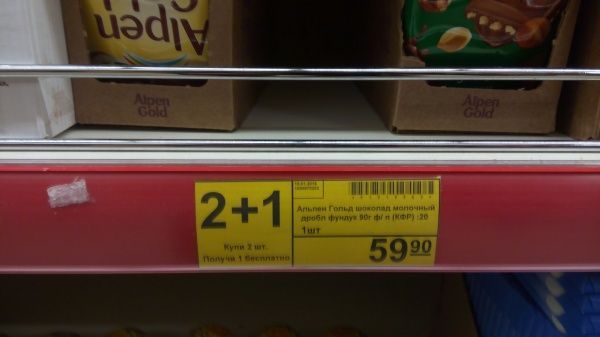 Alpen
Gold
Alpen
Gold
Alpen
Gold
2+1
Купи 2 шт.
Получи 1 бесплатно
Альпен Гольд шоколад молочный
дробл фундук 90г ф/ п (КФР) :20
1шт
59 90